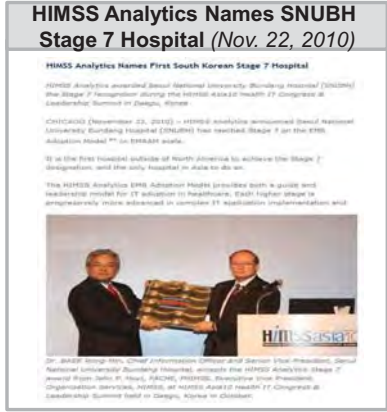 HIMSS Analytics Names SNUBH
Stage 7 Hospital (Nov. 22, 2010)
HIMSS Analytics Names First South Korean Stage 7 Hospital
HIMSS Analytics awarded Seoul National University Bundang Hospital (SNUBH)
the Stage 7 recognition during the HIMSS Asia10 Health IT Congress &
Leadership Summit in Daegu, Korea
CHICAGO (November 22, 2010) – HIMSS Analytics announced Seoul National
University Bundang Hospital (SNUBH) has reached Stage 7 on the EMR
Adoption Model or EMRAM scale.
It is the first hospital outside of North America to achieve the Stage 7
designation, and the only hospital in Asia to do so.
The HIMSS Analytics EMR Adoption Model provides both a guide and
leadership model for IT adoption in healthcare. Each higher stage is
progressively more advanced in complex IT application implementation and
HIMSSasia
Dr. BAEK Rong-Min, Chief Information Officer and Senior Vice President, Seoul
National University Bundang Hospital, accepts the HIMSS Analytics Stage 7
award from John P. Hoyt, FACHE, FHIMSS, Executive Vice President,
Organization Services, HIMSS, at HIMSS Asia10 Health IT Congress &
Leadership Summit held in Daegu, Korea in October.